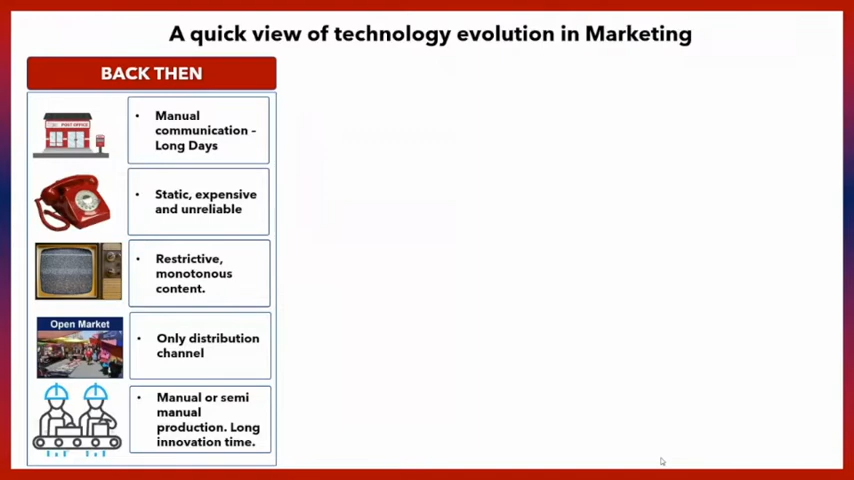 A quick view of technology evolution in Marketing
BACK THEN
POST OFFICE
• Manual
communication –
Long Days
• Static, expensive
and unreliable
• Restrictive,
monotonous
content.
Open Market
• Only distribution
channel
• Manual or semi
manual
production. Long
innovation time.